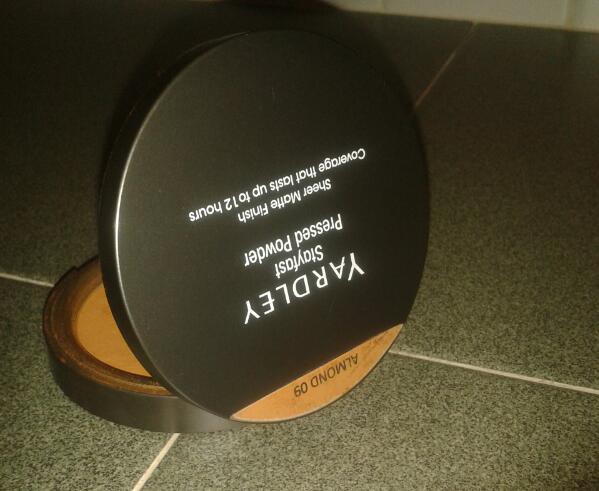 YARDLEY
Stayfast
Pressed Powder
Sheer Matte Finish
Coverage that lasts up to 12 hours
ALMOND 09